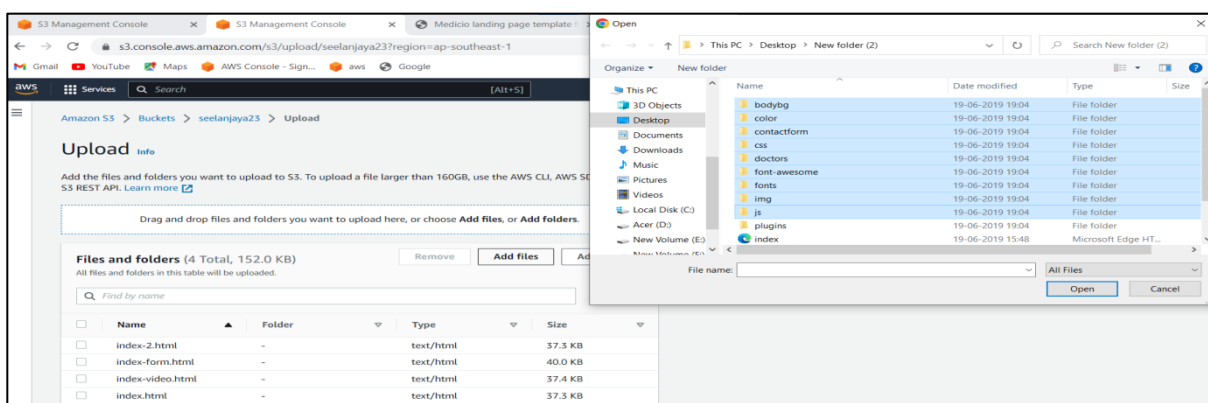 S3 Management Console
S3 Management Console
Medicio landing page template
s3.console.aws.amazon.com/s3/upload/seelanjaya23?region=ap-southeast-1
Gmail YouTube Maps AWS Console - Sign... aws Google
aws Services Search [Alt+S]
Amazon S3 > Buckets > seelanjaya23 > Upload
Upload Info
Add the files and folders you want to upload to S3. To upload a file larger than 160GB, use the AWS CLI, AWS
S3 REST API. Learn more
Drag and drop files and folders you want to upload here, or choose Add files, or Add folders.
Files and folders (4 Total, 152.0 KB)
Remove Add files
All files and folders in this table will be uploaded.
Find by name
Name Folder Type Size
index-2.html - text/html 37.3 KB
index-form.html - text/html 40.0 KB
index-video.html - text/html 37.4 KB
index.html - text/html 37.3 KB
Open
> This PC > Desktop > New folder (2)
Search New folder (2)
Organize New folder
This PC
3D Objects
Desktop
Documents
Downloads
Music
Pictures
Videos
Local Disk (C:)
Acer (D:)
New Volume (E:)
Name Date modified Type Size
bodybg 19-06-2019 19:04 File folder
color 19-06-2019 19:04 File folder
contactform 19-06-2019 19:04 File folder
css 19-06-2019 19:04 File folder
doctors 19-06-2019 19:04 File folder
font-awesome 19-06-2019 19:04 File folder
fonts 19-06-2019 19:04 File folder
img 19-06-2019 19:04 File folder
js 19-06-2019 19:04 File folder
plugins 19-06-2019 19:04 File folder
index 19-06-2019 15:48 Microsoft Edge HT...
File name: All Files
Open Cancel